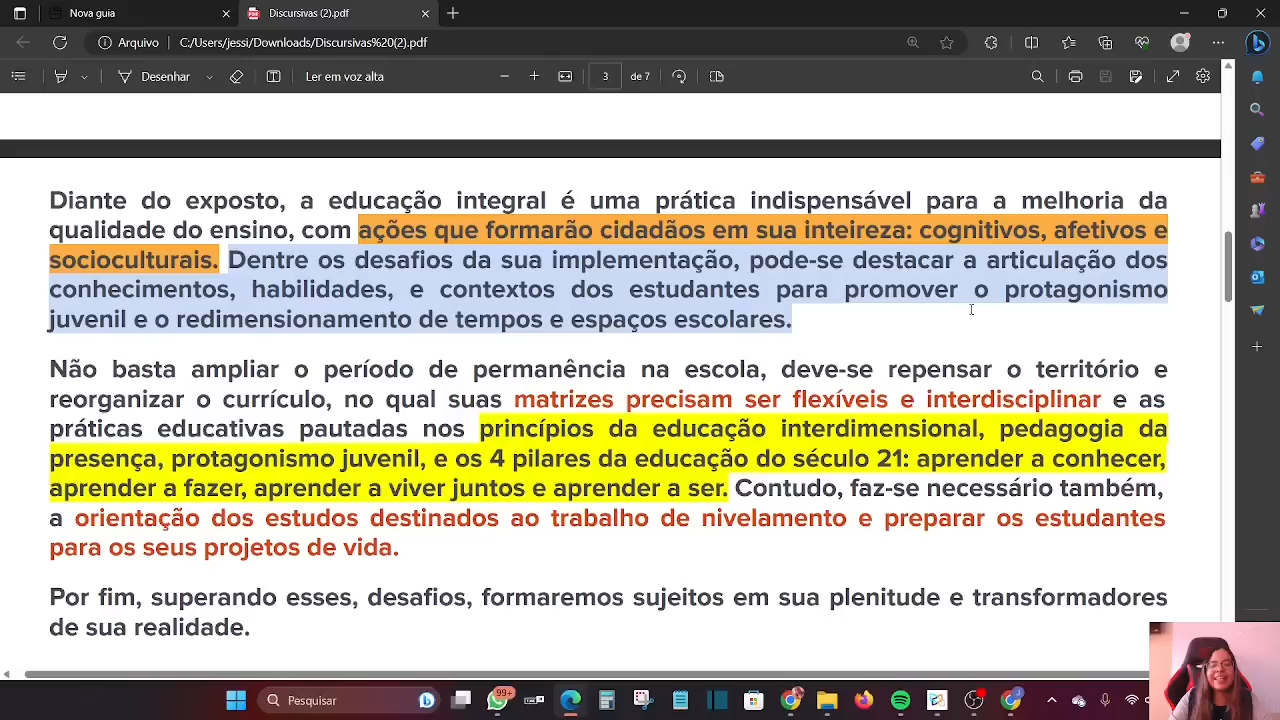 Nova guia
Discursivas (2).pdf
Arquivo
C:/Users/jessi/Downloads/Discursivas%20(2).pdf
Desenhar
Ler em voz alta
3
de 7
Diante do exposto, a educação integral é uma prática indispensável para a melhoria da
qualidade do ensino, com ações que formarão cidadãos em sua inteireza: cognitivos, afetivos e
socioculturais. Dentre os desafios da sua implementação, pode-se destacar a articulação dos
conhecimentos, habilidades, e contextos dos estudantes para promover o protagonismo
juvenil e o redimensionamento de tempos e espaços escolares.
Não basta ampliar o período de permanência na escola, deve-se repensar o território e
reorganizar o currículo, no qual suas matrizes precisam ser flexíveis e interdisciplinar e as
práticas educativas pautadas nos princípios da educação interdimensional, pedagogia da
presença, protagonismo juvenil, e os 4 pilares da educação do século 21: aprender a conhecer,
aprender a fazer, aprender a viver juntos e aprender a ser. Contudo, faz-se necessário também,
a orientação dos estudos destinados ao trabalho de nivelamento e preparar os estudantes
para os seus projetos de vida.
Por fim, superando esses, desafios, formaremos sujeitos em sua plenitude e transformadores
de sua realidade.
Pesquisar
99+